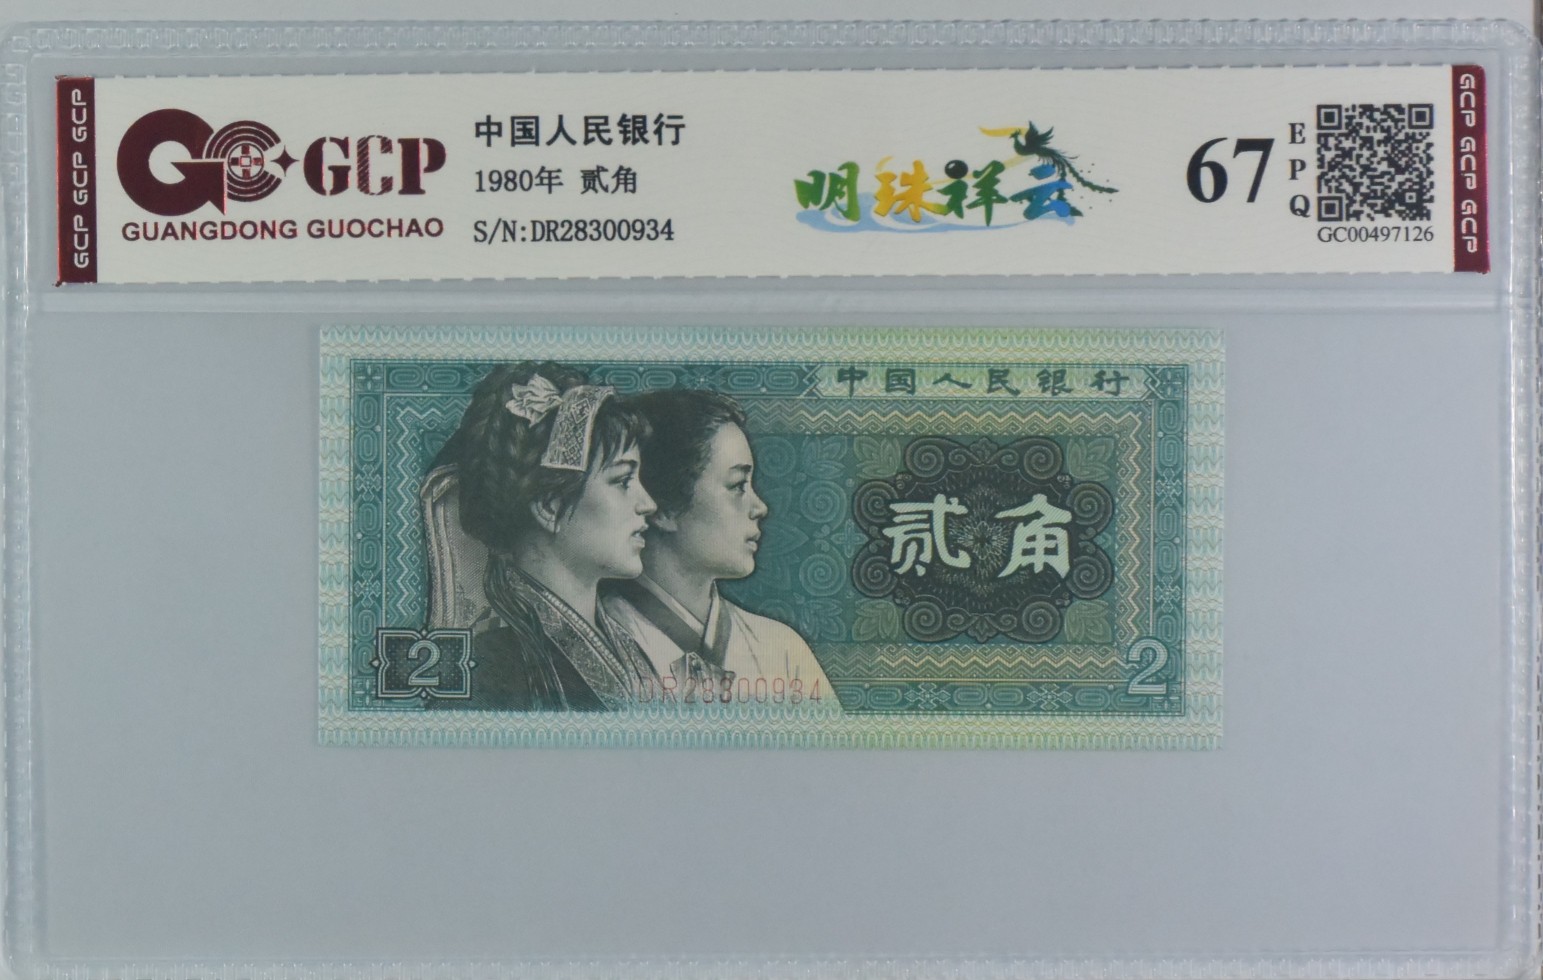 GCP GCP GCP
GCP
GUANGDONG GUOCHAO
中国人民银行
1980年 贰角
S/N:DR28300934
明珠祥云
67
EPQ
GC00497126
GCP GCP GCP
中国人民银行
贰角
2
2
DR28300934